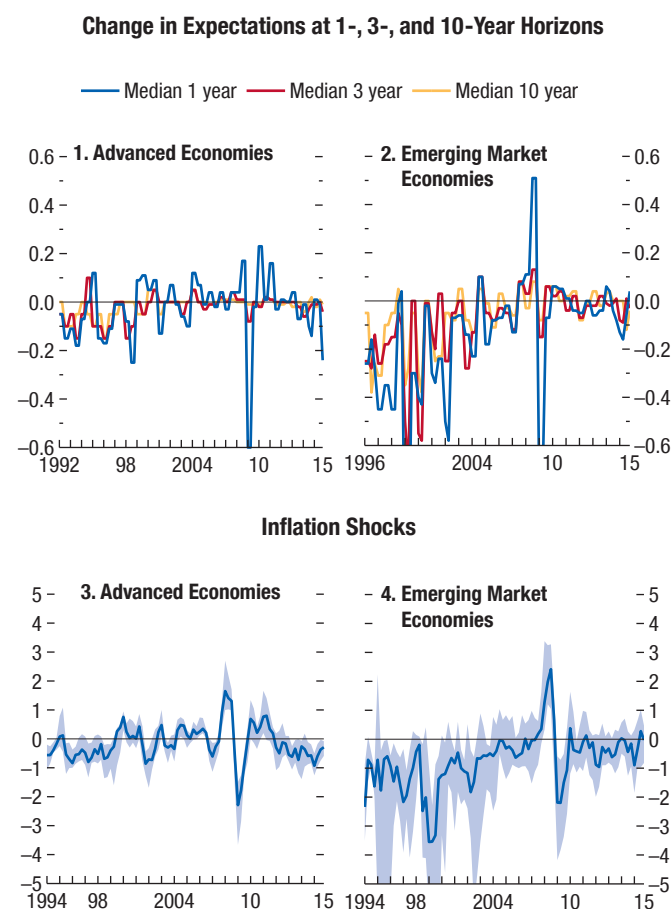 Change in Expectations at 1-, 3-, and 10-Year Horizons
Median 1 year Median 3 year Median 10 year
1. Advanced Economies
0.6
0.4
0.2
0.0
–0.2
–0.4
–0.6
1992 98 2004 10 15
2. Emerging Market
Economies
0.6
0.4
0.2
0.0
–0.2
–0.4
–0.6
1996 2004 10 15
Inflation Shocks
3. Advanced Economies
5
4
3
2
1
0
–1
–2
–3
–4
–5
1994 98 2004 10 15
4. Emerging Market
Economies
5
4
3
2
1
0
–1
–2
–3
–4
–5
1994 98 2004 10 15